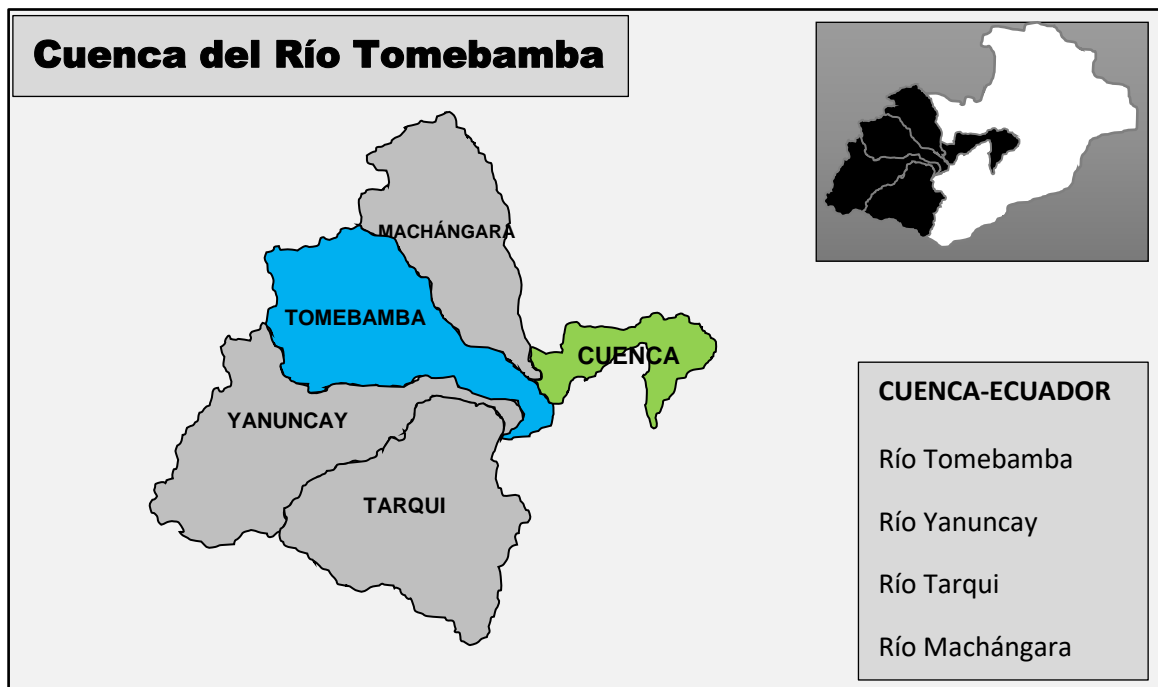 Cuenca del Río Tomebamba
MACHÁNGARA
TOMEBAMBA
CUENCA
YANUNCAY
TARQUI
CUENCA-ECUADOR
Río Tomebamba
Río Yanuncay
Río Tarqui
Río Machángara